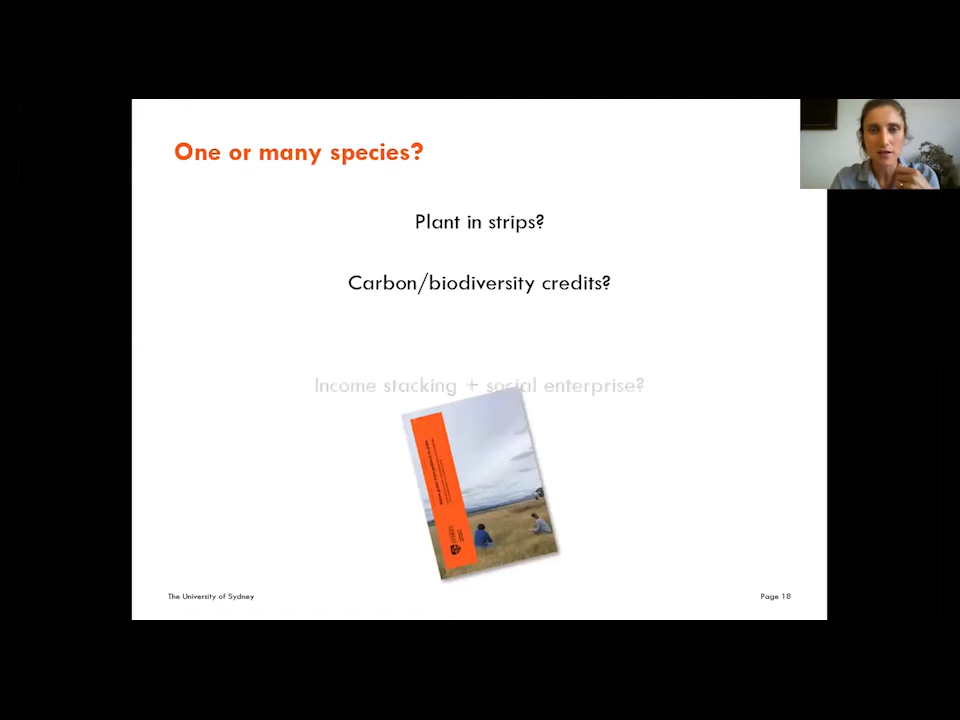 One or many species?
Plant in strips?
Carbon/biodiversity credits?
Income stacking + social enterprise?
The University of Sydney
Page 18